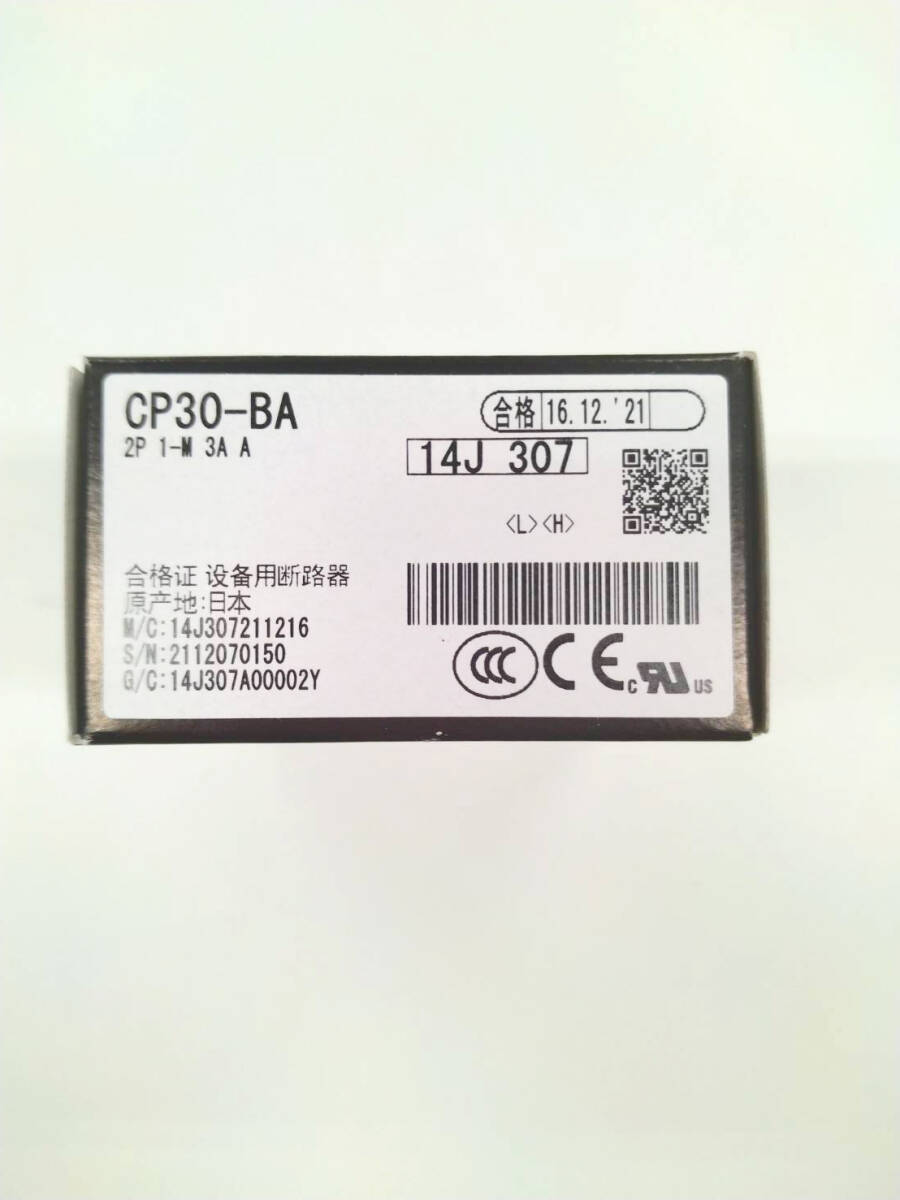 CP30-BA
2P 1-M 3A A
合格 16.12.'21
14J 307
<L><H>
合格证 设备用断路器
原产地:日本
M/C:14J307211216
S/N:2112070150
G/C:14J307A00002Y
CCC CE c RU US